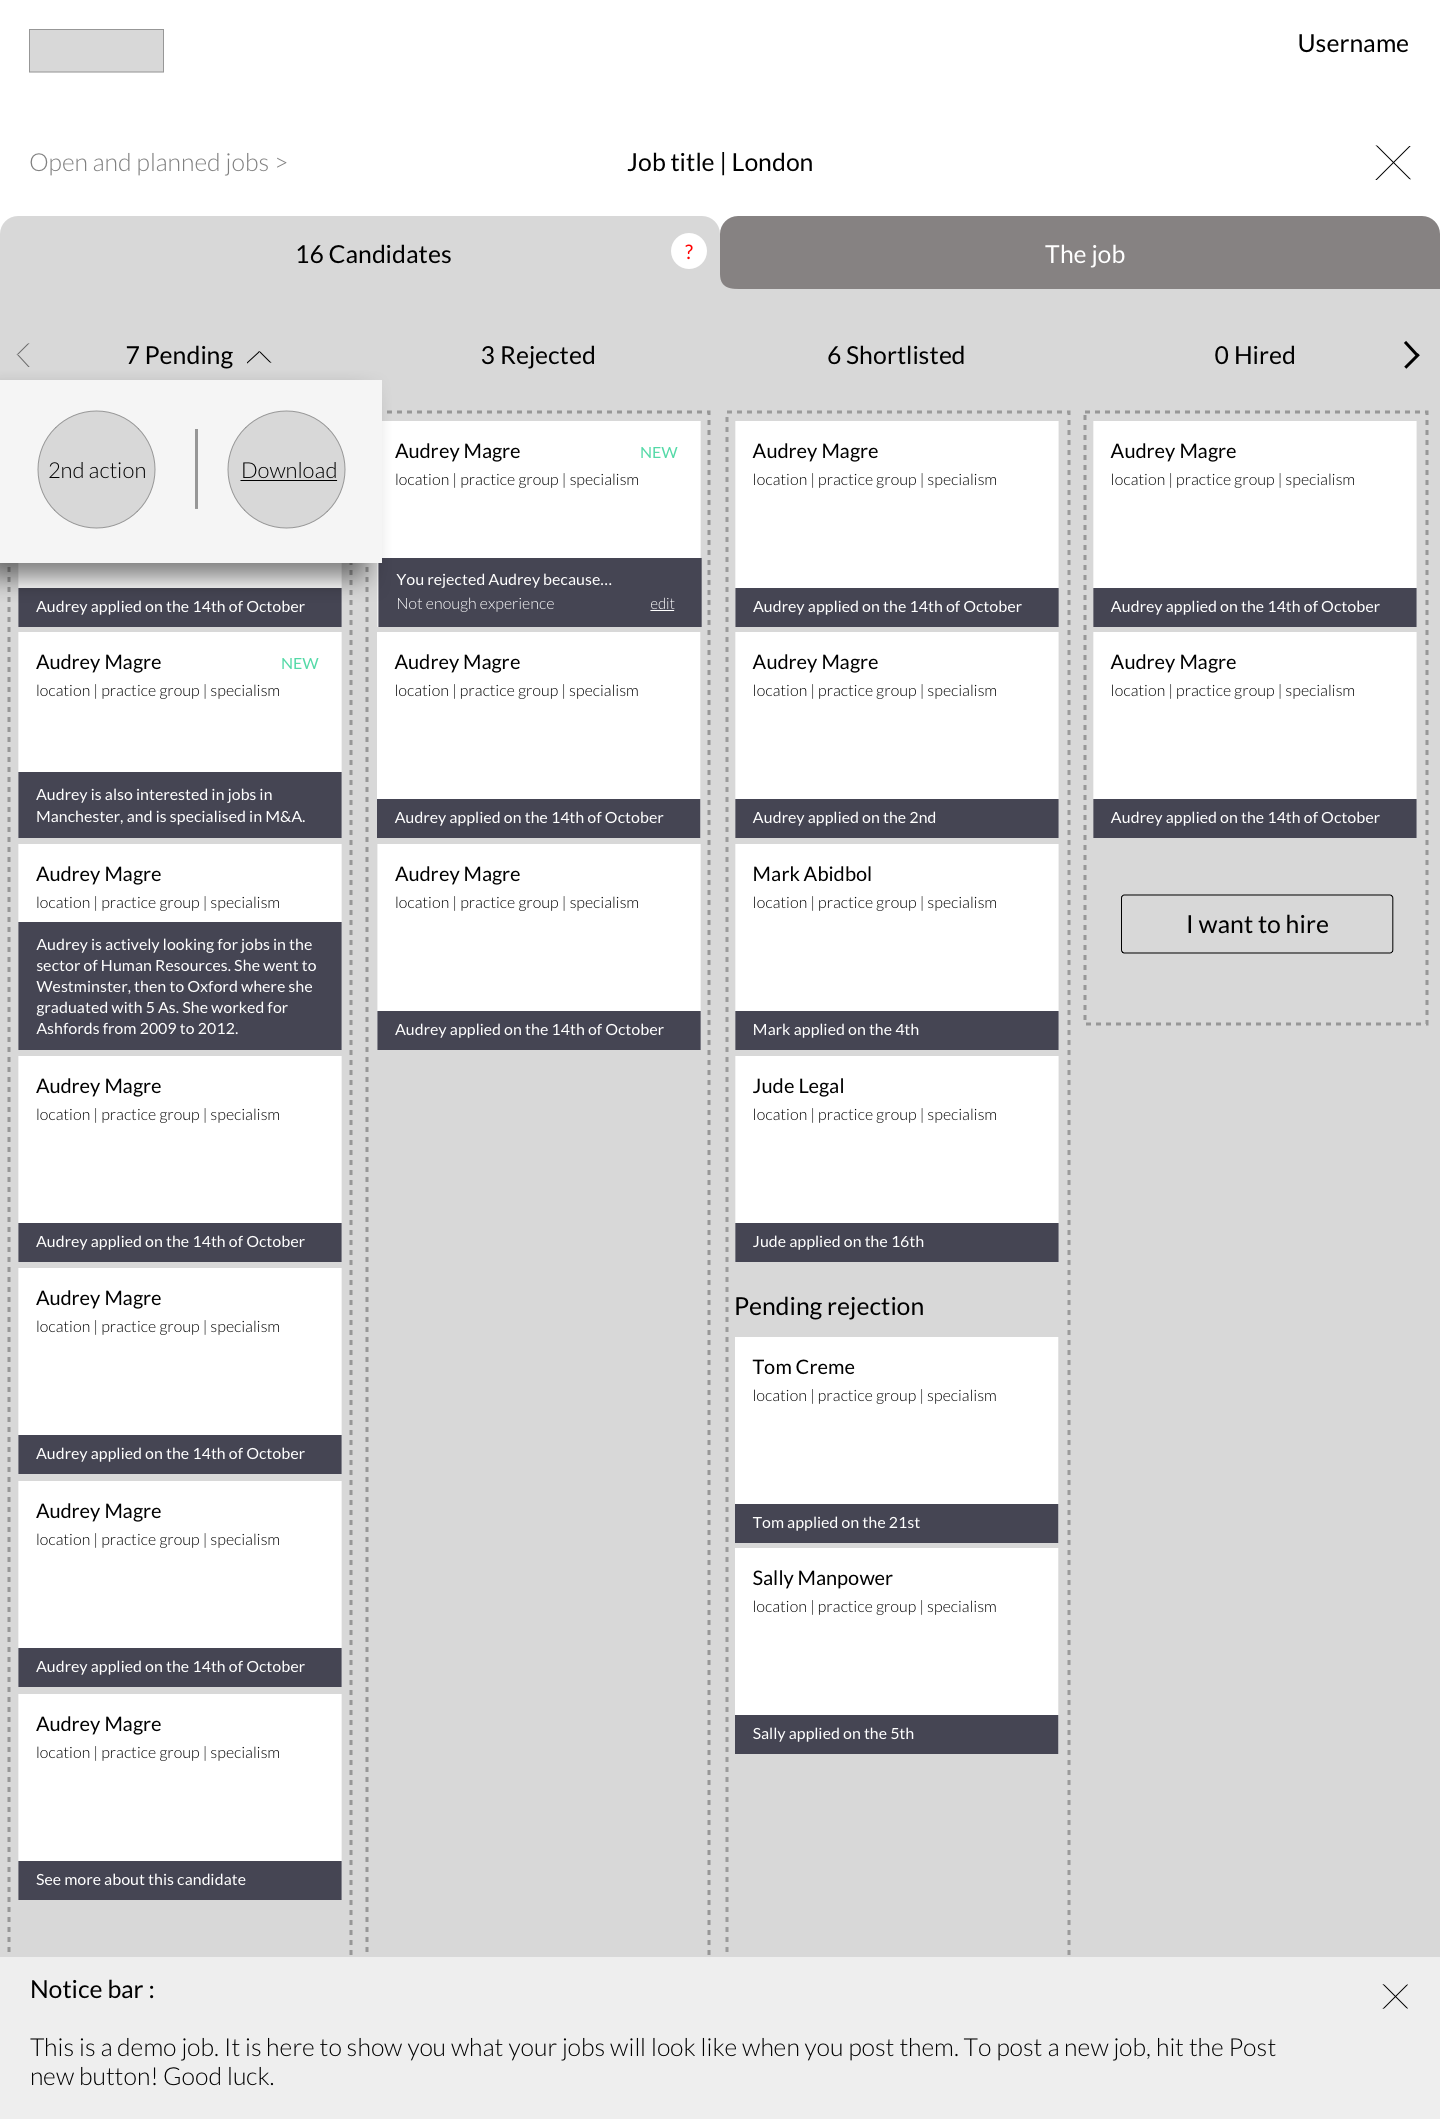 Username
Open and planned jobs >
Job title | London
16 Candidates
?
The job
7 Pending
3 Rejected
6 Shortlisted
0 Hired
2nd action
Download
Audrey applied on the 14th of October
Audrey Magre
NEW
location | practice group | specialism
Audrey is also interested in jobs in
Manchester, and is specialised in M&A.
Audrey Magre
location | practice group | specialism
Audrey is actively looking for jobs in the
sector of Human Resources. She went to
Westminster, then to Oxford where she
graduated with 5 As. She worked for
Ashfords from 2009 to 2012.
Audrey Magre
location | practice group | specialism
Audrey applied on the 14th of October
Audrey Magre
location | practice group | specialism
Audrey applied on the 14th of October
Audrey Magre
location | practice group | specialism
Audrey applied on the 14th of October
Audrey Magre
location | practice group | specialism
See more about this candidate
Audrey Magre
NEW
location | practice group | specialism
You rejected Audrey because...
Not enough experience
edit
Audrey Magre
location | practice group | specialism
Audrey applied on the 14th of October
Audrey Magre
location | practice group | specialism
Audrey applied on the 14th of October
Audrey Magre
location | practice group | specialism
Audrey applied on the 14th of October
Audrey Magre
location | practice group | specialism
Audrey applied on the 2nd
Mark Abidbol
location | practice group | specialism
Mark applied on the 4th
Jude Legal
location | practice group | specialism
Jude applied on the 16th
Pending rejection
Tom Creme
location | practice group | specialism
Tom applied on the 21st
Sally Manpower
location | practice group | specialism
Sally applied on the 5th
Audrey Magre
location | practice group | specialism
Audrey applied on the 14th of October
Audrey Magre
location | practice group | specialism
Audrey applied on the 14th of October
I want to hire
Notice bar :
This is a demo job. It is here to show you what your jobs will look like when you post them. To post a new job, hit the Post
new button! Good luck.